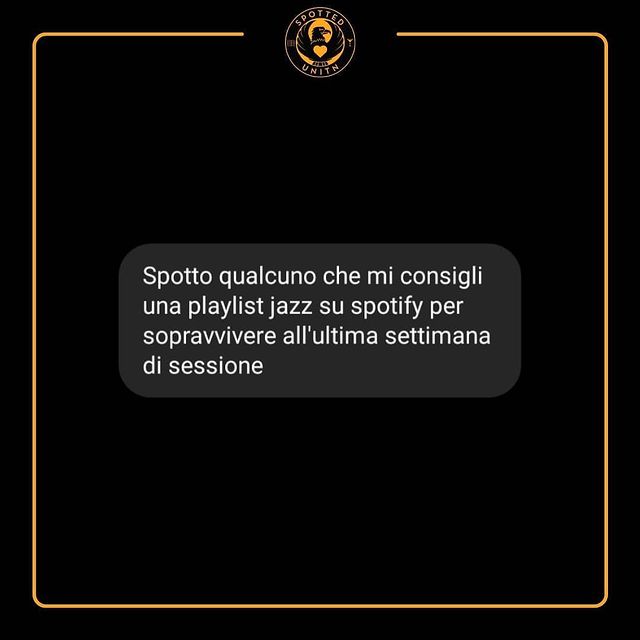 SPOTTED
UNITN
Spotto qualcuno che mi consigli
una playlist jazz su spotify per
sopravvivere all'ultima settimana
di sessione